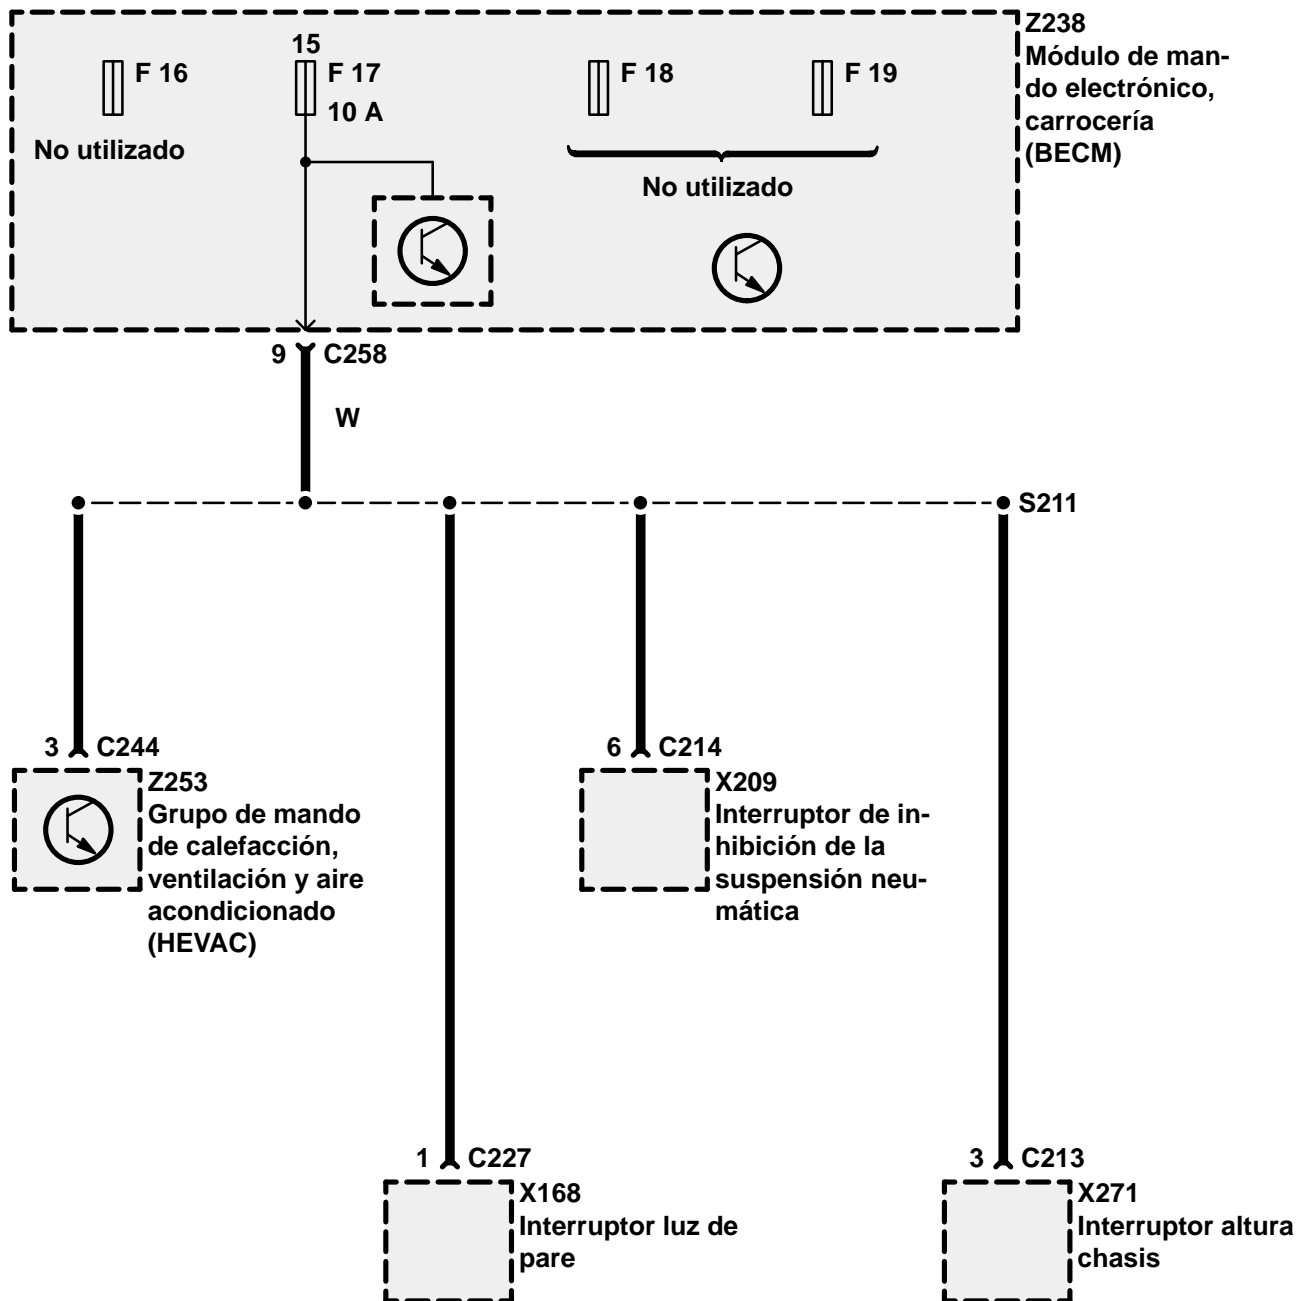 Z238
Módulo de man-
do electrónico,
carrocería
(BECM)
15
F 16
F 17
F 18
F 19
10 A
No utilizado
No utilizado
9 C258
W
S211
3 C244
Z253
Grupo de mando
de calefacción,
ventilación y aire
acondicionado
(HEVAC)
6 C214
X209
Interruptor de in-
hibición de la
suspensión neu-
mática
1 C227
X168
Interruptor luz de
pare
3 C213
X271
Interruptor altura
chasis